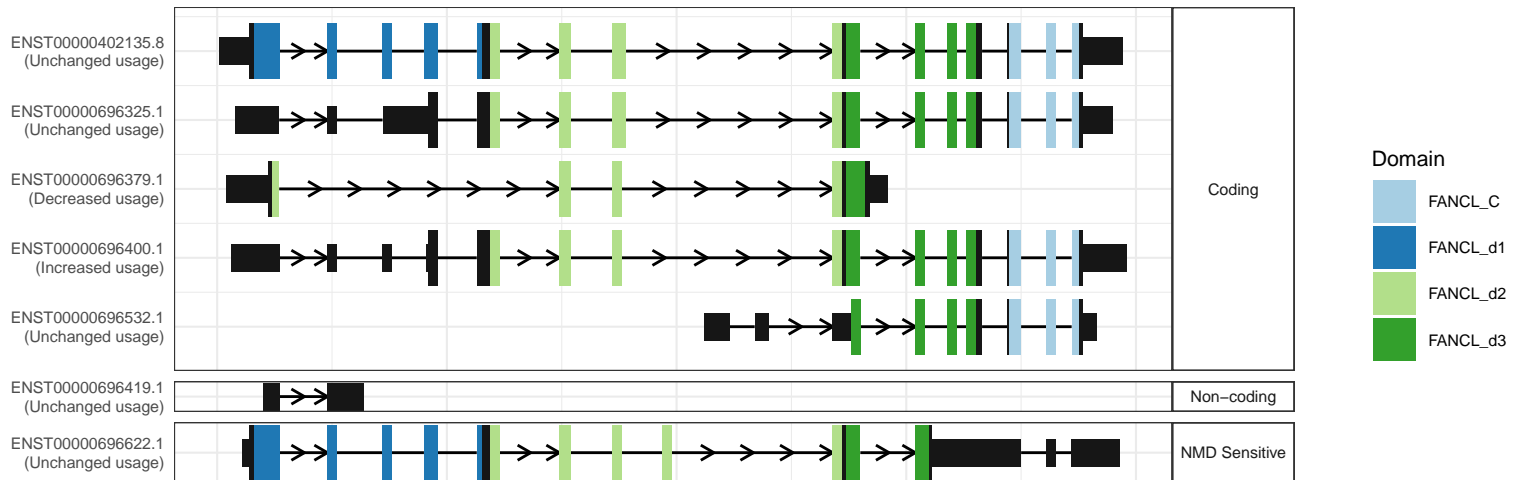 ENST00000402135.8
(Unchanged usage)
ENST00000696325.1
(Unchanged usage)
ENST00000696379.1
(Decreased usage)
ENST00000696400.1
(Increased usage)
ENST00000696532.1
(Unchanged usage)
Coding
ENST00000696419.1
(Unchanged usage)
Non−coding
ENST00000696622.1
(Unchanged usage)
NMD Sensitive
Domain
FANCL_C
FANCL_d1
FANCL_d2
FANCL_d3